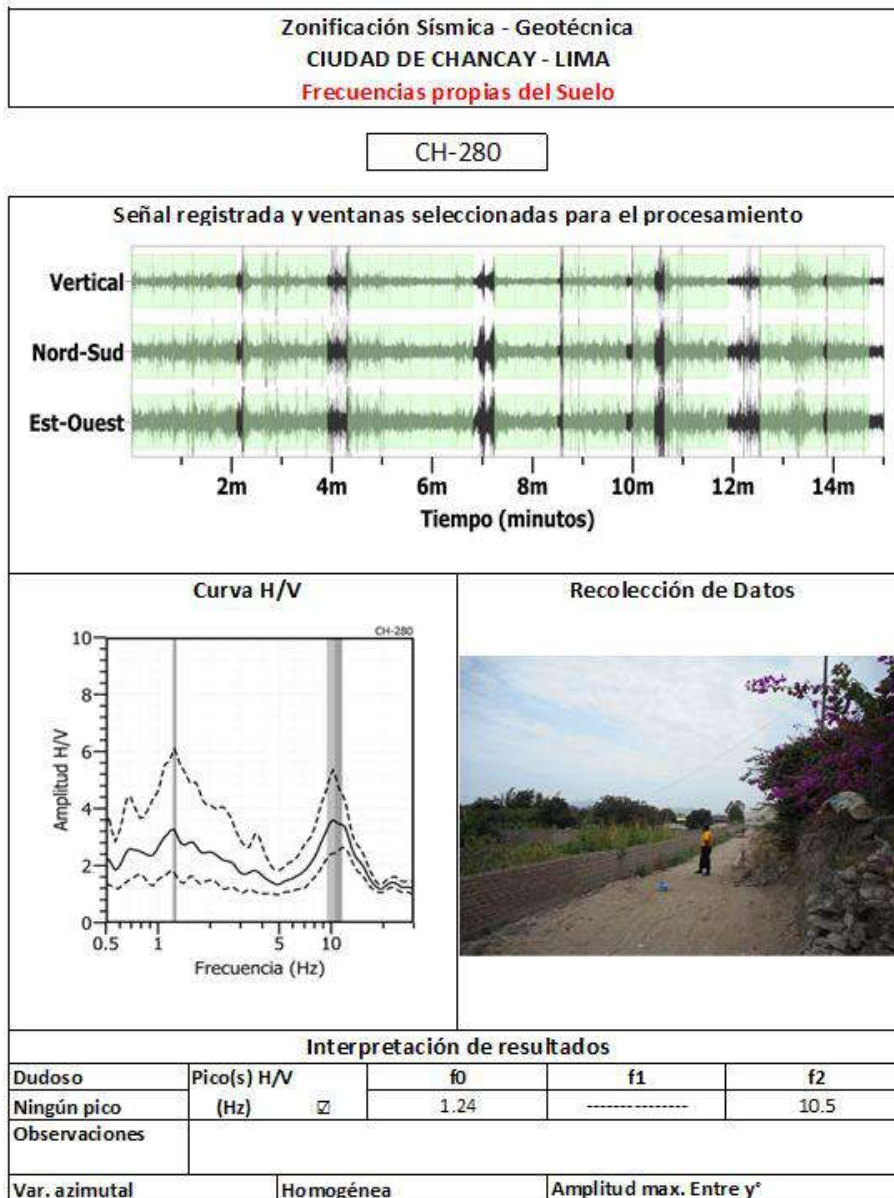 Zonificación Sísmica - Geotécnica
CIUDAD DE CHANCAY - LIMA
Frecuencias propias del Suelo
CH-280
Señal registrada y ventanas seleccionadas para el procesamiento
Vertical
Nord-Sud
Est-Ouest
2m 4m 6m 8m 10m 12m 14m
Tiempo (minutos)
Curva H/V
Recolección de Datos
CH-280
Amplitud H/V
10
8
6
4
2
0
0.5 1 5 10
Frecuencia (Hz)
Interpretación de resultados
Dudoso Pico(s) H/V f0 f1 f2
Ningún pico (Hz) ☑ 1.24 -------------- 10.5
Observaciones
Var. azimutal Homogénea Amplitud max. Entre y°